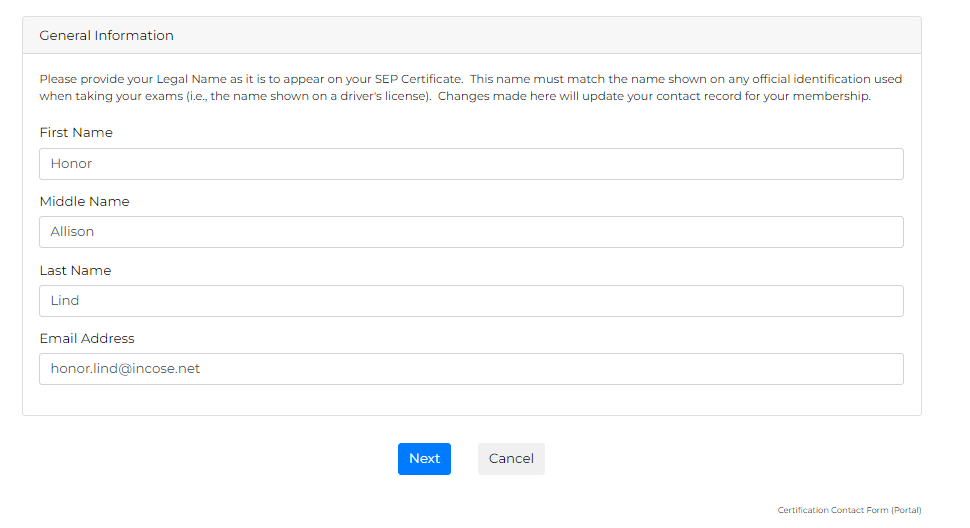 General Information
Please provide your Legal Name as it is to appear on your SEP Certificate. This name must match the name shown on any official identification used
when taking your exams (i.e., the name shown on a driver's license). Changes made here will update your contact record for your membership.
First Name
Honor
Middle Name
Allison
Last Name
Lind
Email Address
honor.lind@incose.net
Next Cancel
Certification Contact Form (Portal)